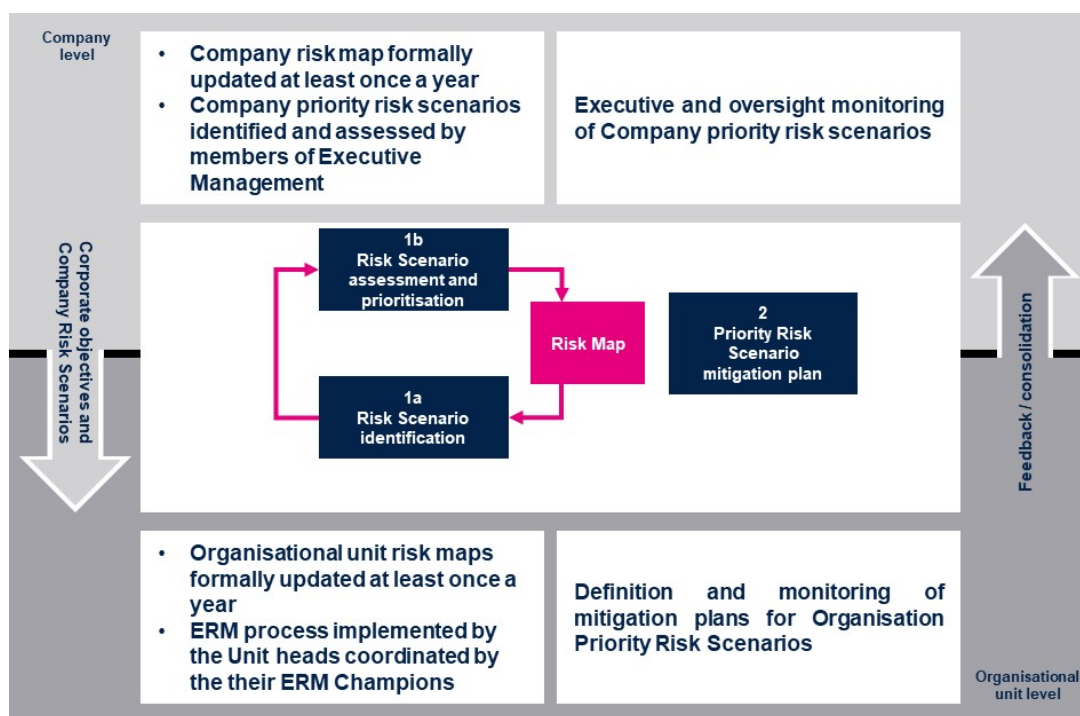 Company
level
• Company risk map formally
updated at least once a year
• Company priority risk scenarios
identified and assessed by
members of Executive
Management
Executive and oversight monitoring
of Company priority risk scenarios
Corporate objectives and
Company Risk Scenarios
1b
Risk Scenario
assessment and
prioritisation
Risk Map
2
Priority Risk
Scenario
mitigation plan
1a
Risk Scenario
identification
Feedback / consolidation
• Organisational unit risk maps
formally updated at least once a
year
• ERM process implemented by
the Unit heads coordinated by
the their ERM Champions
Definition and monitoring of
mitigation plans for Organisation
Priority Risk Scenarios
Organisational
unit level